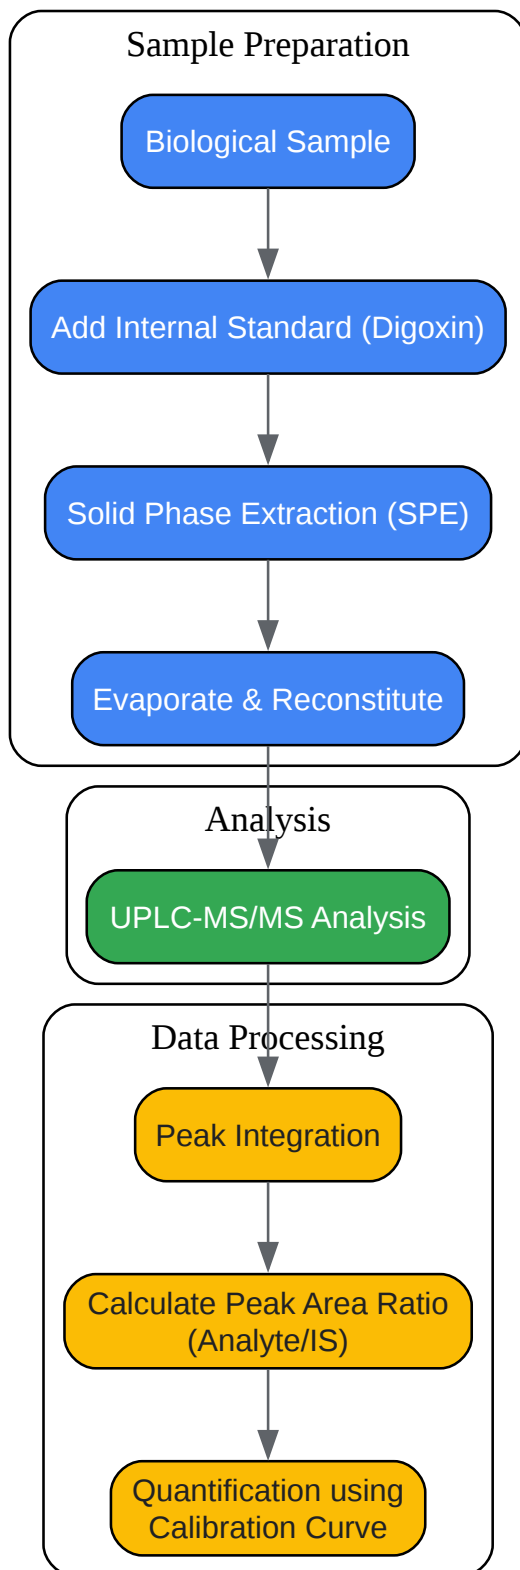 Sample Preparation
Biological Sample
Add Internal Standard (Digoxin)
Solid Phase Extraction (SPE)
Evaporate & Reconstitute
Analysis
UPLC-MS/MS Analysis
Data Processing
Peak Integration
Calculate Peak Area Ratio
(Analyte/IS)
Quantification using
Calibration Curve